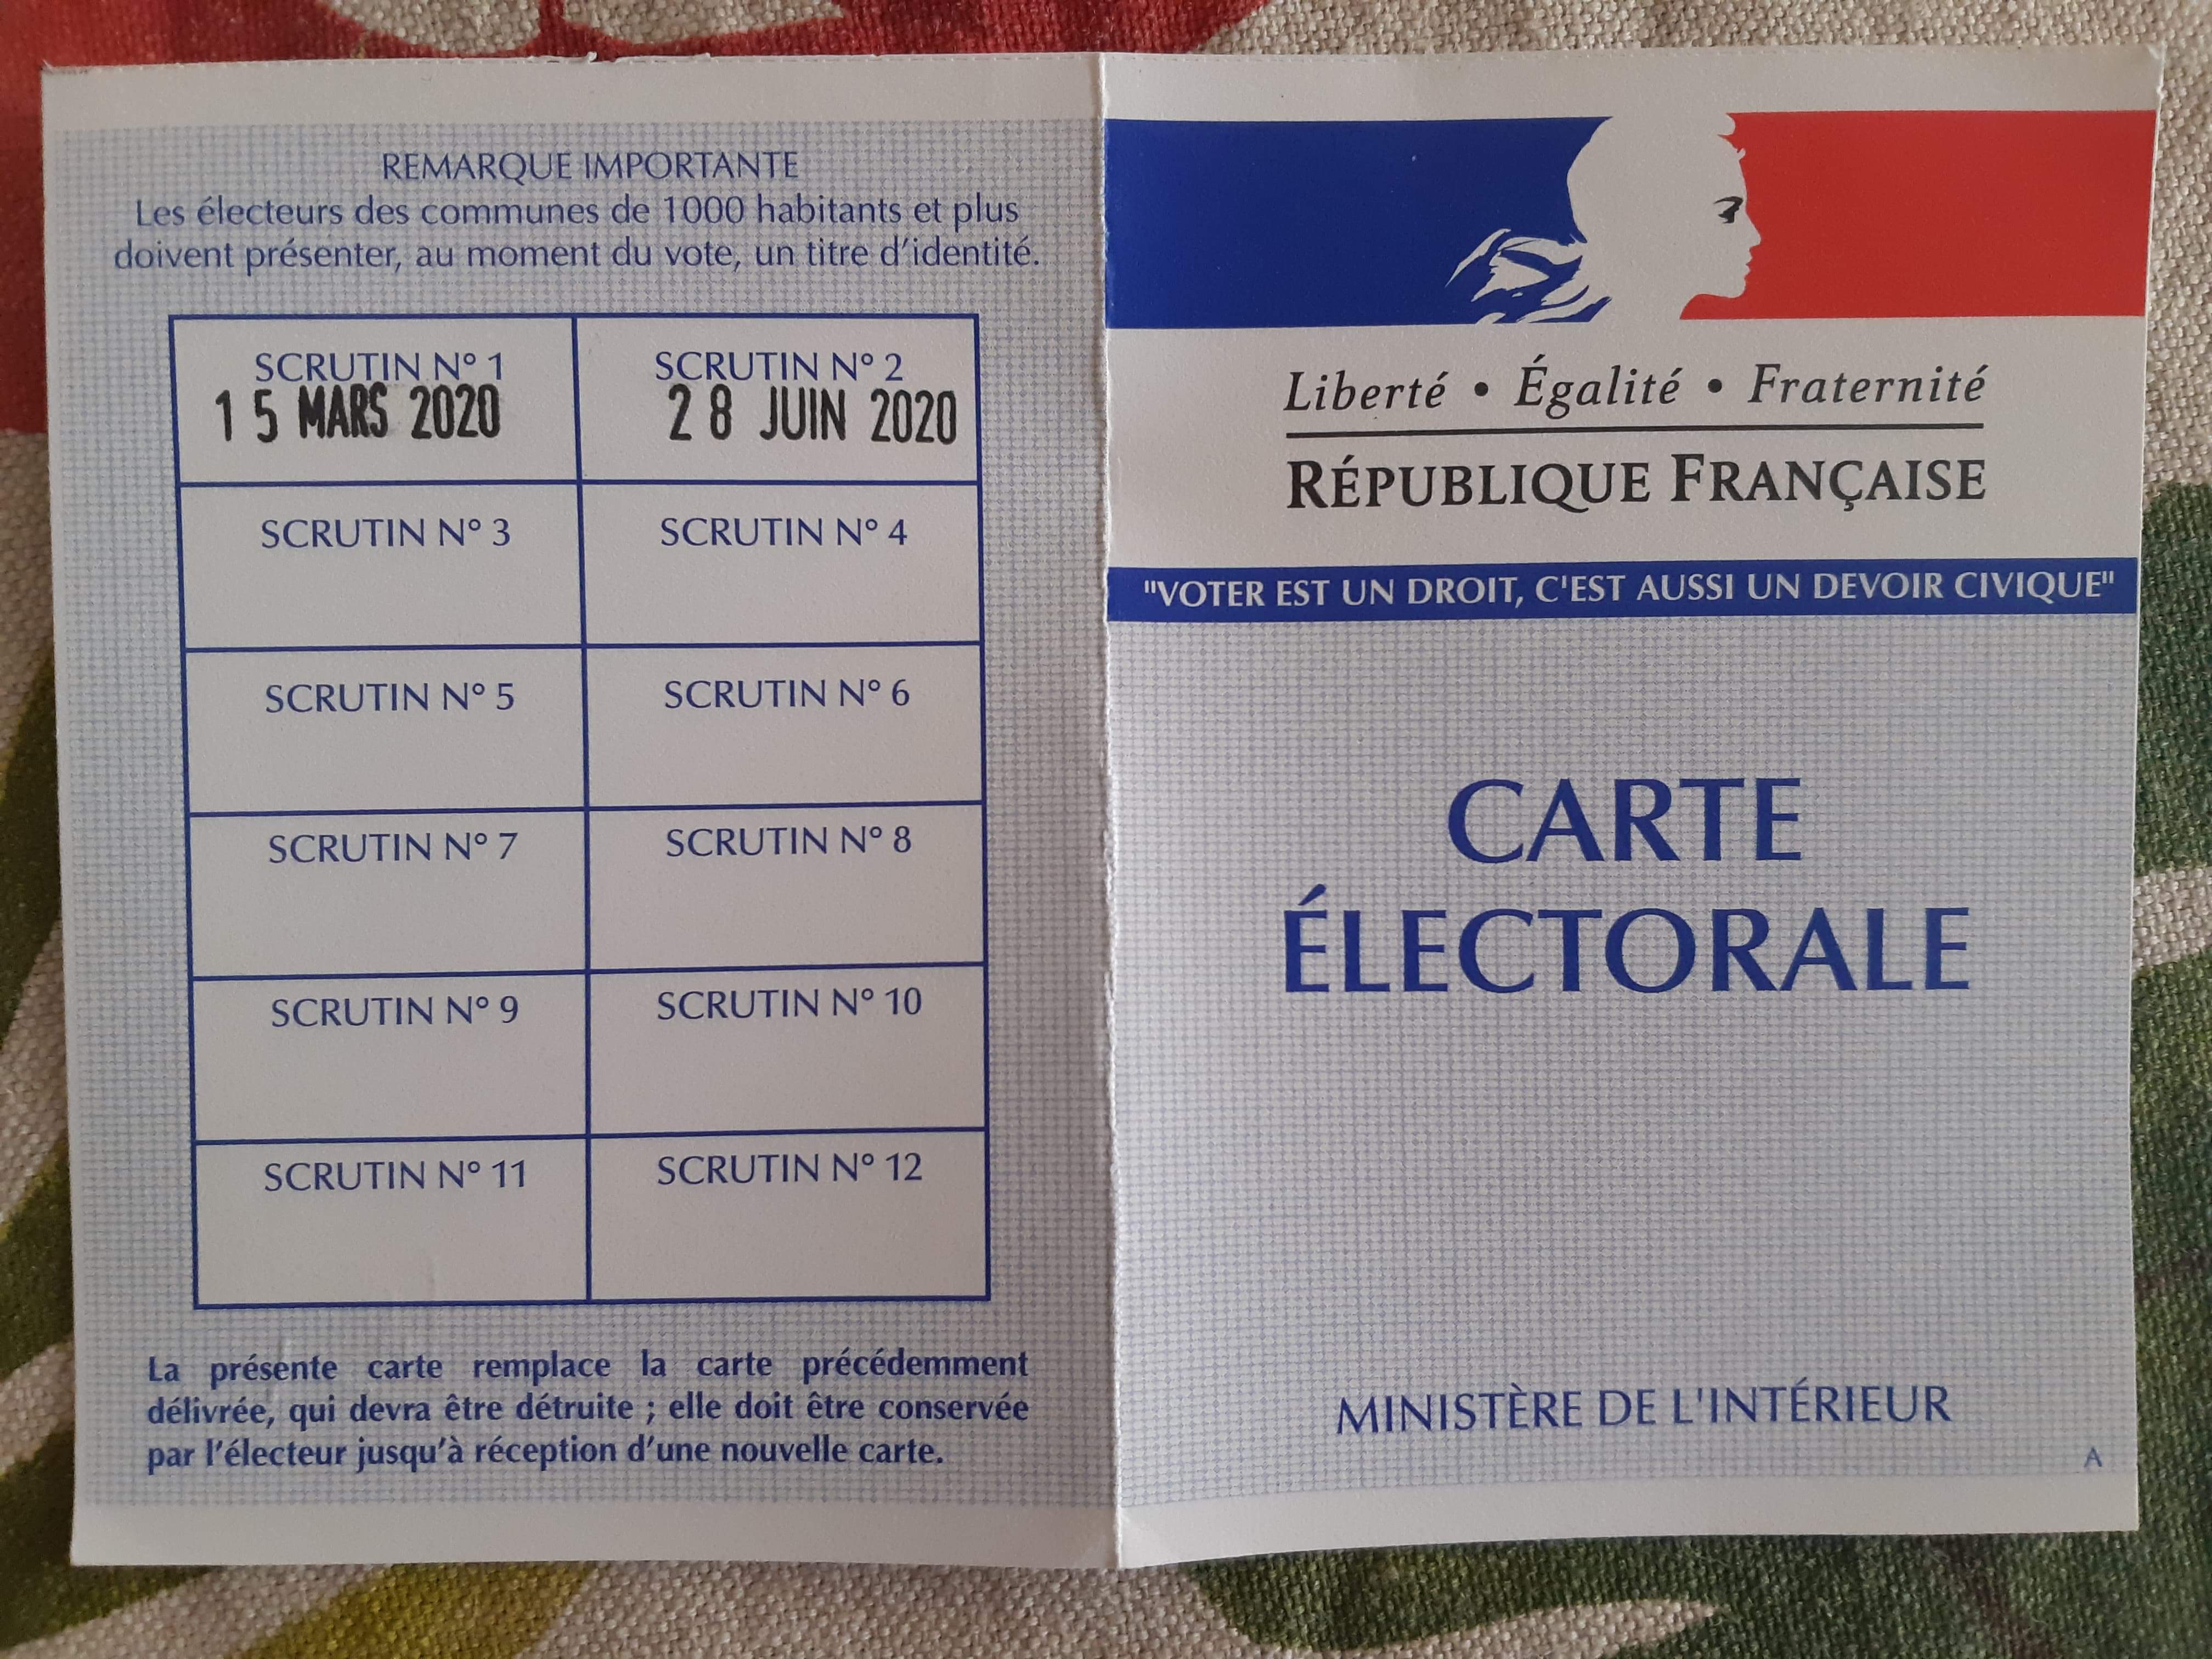 REMARQUE IMPORTANTE
Les électeurs des communes de 1000 habitants et plus
doivent présenter, au moment du vote, un titre d'identité.
SCRUTIN N° 1
15 MARS 2020
SCRUTIN N° 2
28 JUIN 2020
SCRUTIN N° 3
SCRUTIN N° 4
SCRUTIN N° 5
SCRUTIN N° 6
SCRUTIN N° 7
SCRUTIN N° 8
SCRUTIN N° 9
SCRUTIN N° 10
SCRUTIN N° 11
SCRUTIN N° 12
La présente carte remplace la carte précédemment
délivrée, qui devra être détruite ; elle doit être conservée
par l'électeur jusqu'à réception d'une nouvelle carte.
Liberté • Égalité • Fraternité
RÉPUBLIQUE FRANÇAISE
"VOTER EST UN DROIT, C'EST AUSSI UN DEVOIR CIVIQUE"
CARTE
ÉLECTORALE
MINISTÈRE DE L'INTÉRIEUR
A